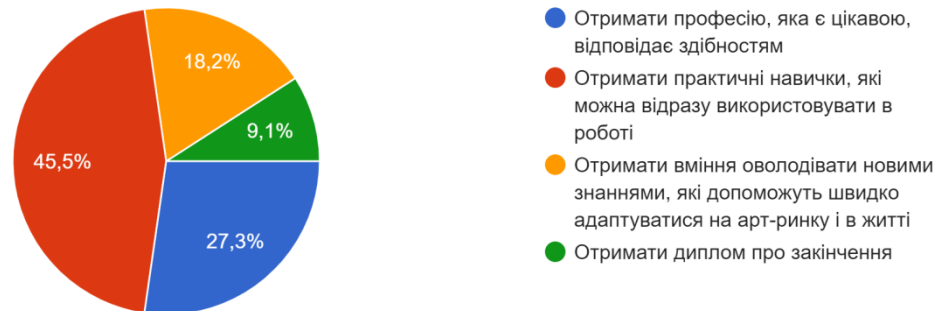 18,2%
9,1%
45,5%
27,3%
Отримати професію, яка є цікавою,
відповідає здібностям
Отримати практичні навички, які
можна відразу використовувати в
роботі
Отримати вміння оволодівати новими
знаннями, які допоможуть швидко
адаптуватися на арт-ринку і в житті
Отримати диплом про закінчення